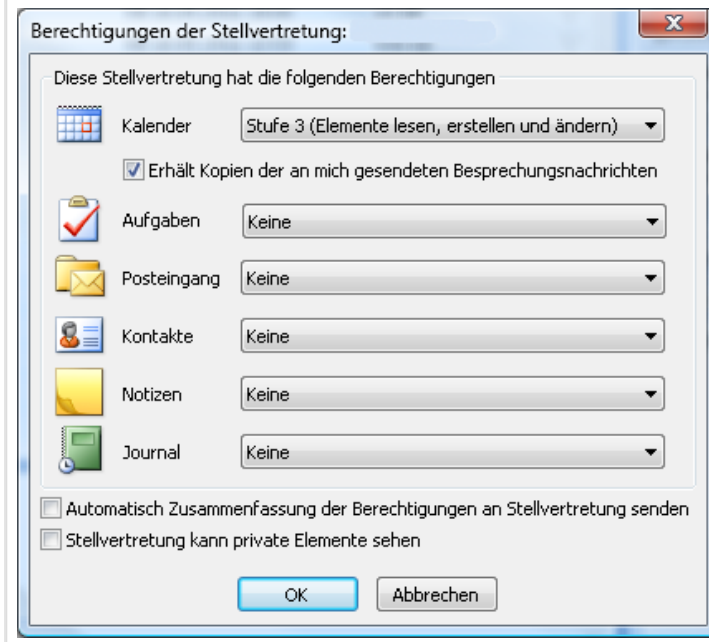 Berechtigungen der Stellvertretung:
Diese Stellvertretung hat die folgenden Berechtigungen
Kalender Stufe 3 (Elemente lesen, erstellen und ändern)
Erhält Kopien der an mich gesendeten Besprechungsnachrichten
Aufgaben Keine
Posteingang Keine
Kontakte Keine
Notizen Keine
Journal Keine
Automatisch Zusammenfassung der Berechtigungen an Stellvertretung senden
Stellvertretung kann private Elemente sehen
OK Abbrechen